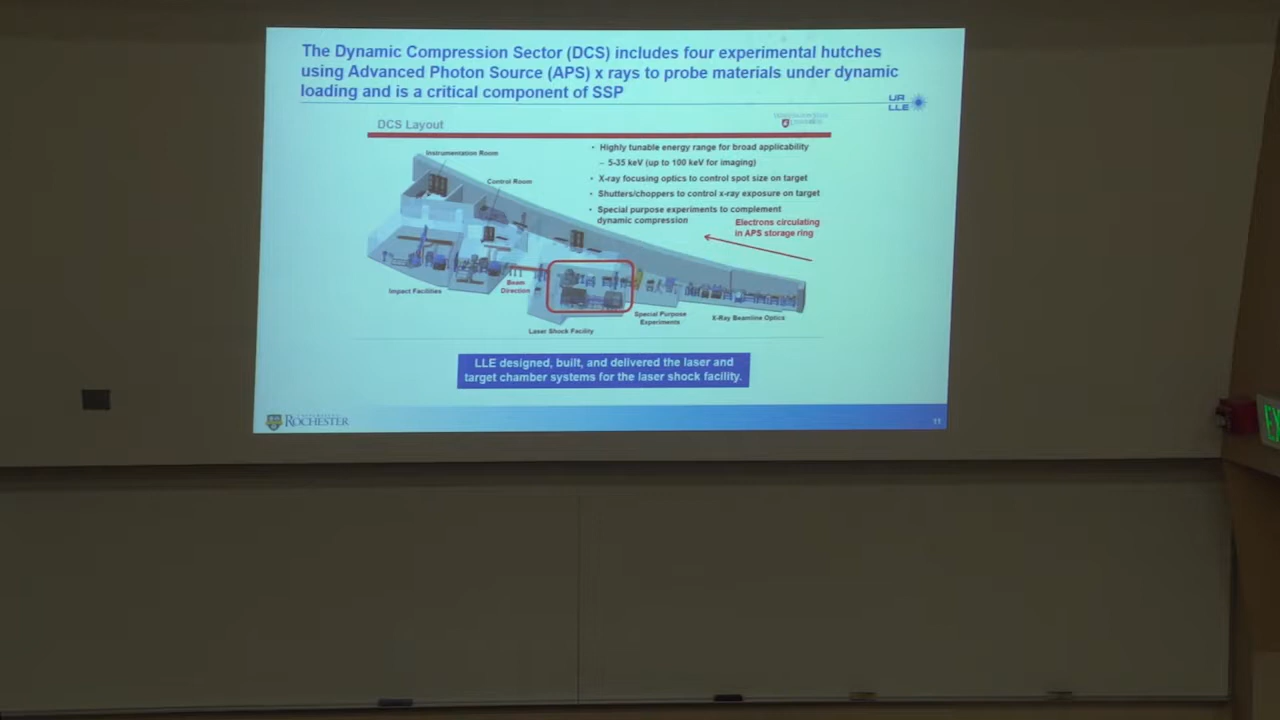 The Dynamic Compression Sector (DCS) includes four experimental hutches
using Advanced Photon Source (APS) x rays to probe materials under dynamic
loading and is a critical component of SSP
UR
LLE
DCS Layout
Instrumentation Room
Control Room
• Highly tunable energy range for broad applicability
– 5-35 keV (up to 100 keV for imaging)
• X-ray focusing optics to control spot size on target
• Shutters/choppers to control x-ray exposure on target
• Special purpose experiments to complement
dynamic compression
Electrons circulating
in APS storage ring
Impact Facilities
Beam
Direction
Laser Shock Facility
Special Purpose
Experiments
X-Ray Beamline Optics
LLE designed, built, and delivered the laser and
target chamber systems for the laser shock facility.
ROCHESTER
11